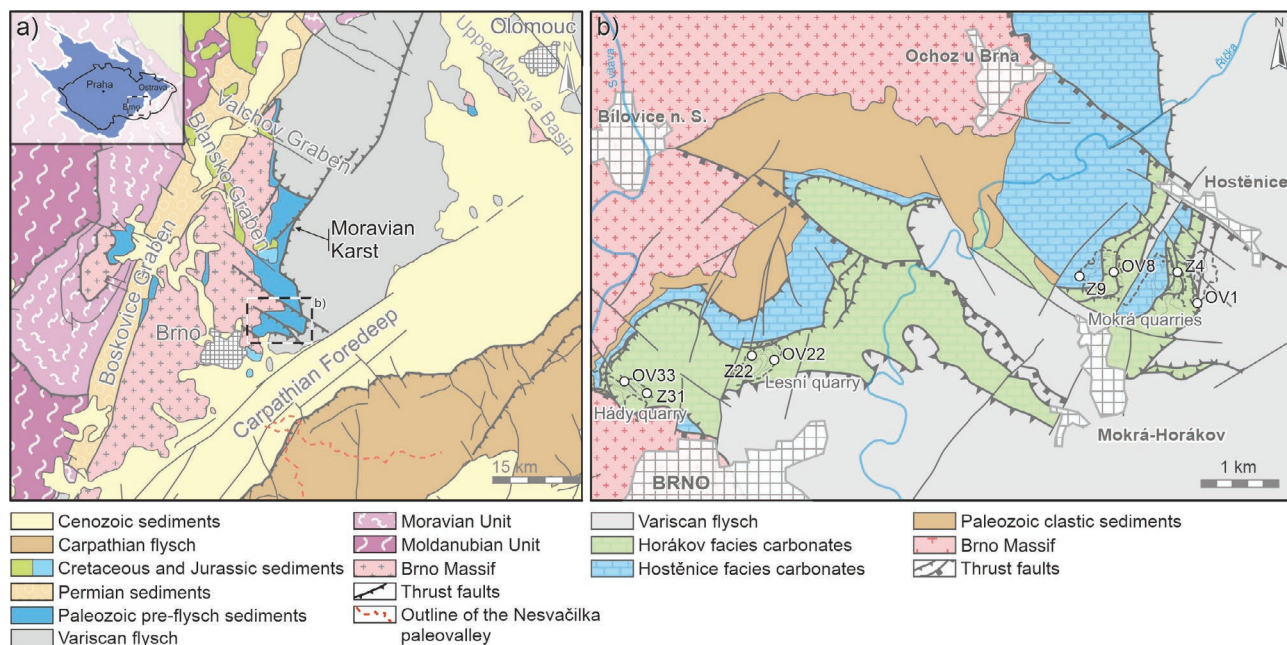 a)
Praha
Ostrava
Brno
Olomouc
N
Upper Morava Basin
Valchov Graben
Blansko Graben
Moravian
Karst
Boskovice Graben
b)
Brno
Carpathian Foredeep
15 km
b)
Svitava
Ochoz u Brna
Říčka
N
Bílovice n. S.
Hostěnice
OV8
Z4
Z9
OV1
Mokrá quarries
OV22
Z22
Lesní quarry
OV33
Z31
Hády quarry
Mokrá-Horákov
BRNO
1 km
Cenozoic sediments
Carpathian flysch
Cretaceous and Jurassic sediments
Permian sediments
Paleozoic pre-flysch sediments
Variscan flysch
Moravian Unit
Moldanubian Unit
Brno Massif
Thrust faults
Outline of the Nesvačilka
paleovalley
Variscan flysch
Horákov facies carbonates
Hostěnice facies carbonates
Paleozoic clastic sediments
Brno Massif
Thrust faults